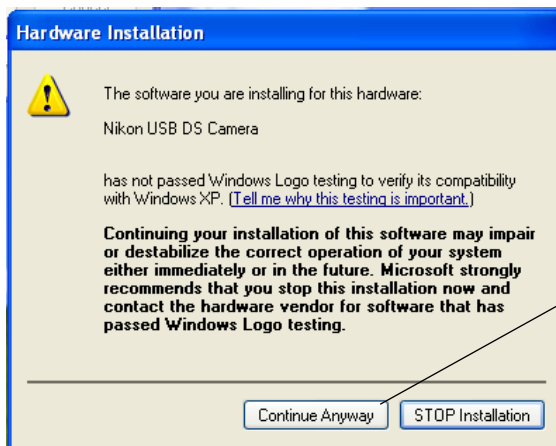 Hardware Installation
The software you are installing for this hardware:
Nikon USB DS Camera
has not passed Windows Logo testing to verify its compatibility
with Windows XP. (Tell me why this testing is important.)
Continuing your installation of this software may impair
or destabilize the correct operation of your system
either immediately or in the future. Microsoft strongly
recommends that you stop this installation now and
contact the hardware vendor for software that has
passed Windows Logo testing.
Continue Anyway
STOP Installation